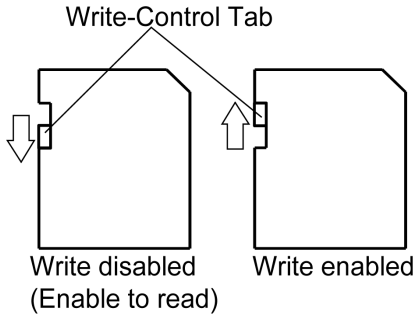 Write-Control Tab
Write disabled
(Enable to read)
Write enabled